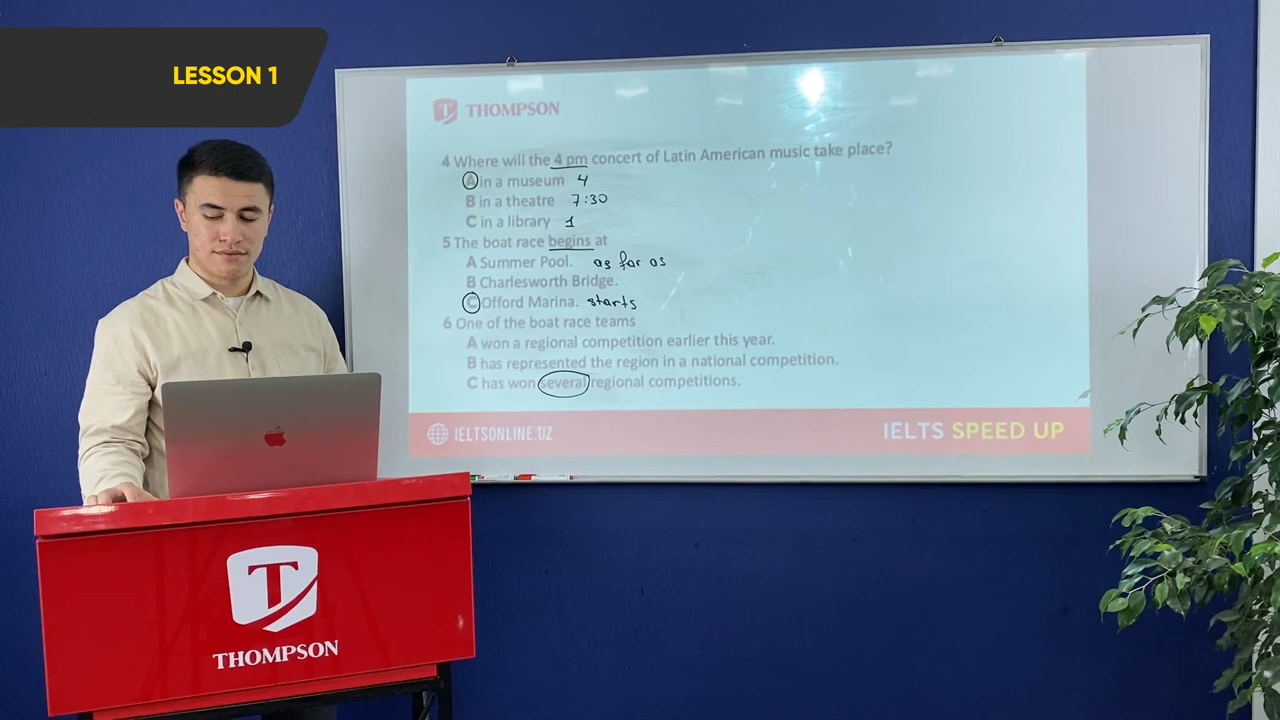 LESSON 1
T THOMPSON
4 Where will the 4 pm concert of Latin American music take place?
A in a museum 4
B in a theatre 7:30
C in a library 1
5 The boat race begins at
A Summer Pool. as far as
B Charlesworth Bridge.
C Offord Marina. starts
6 One of the boat race teams
A won a regional competition earlier this year.
B has represented the region in a national competition.
C has won several regional competitions.
IELTSONLINE.UZ
IELTS SPEED UP
T
THOMPSON